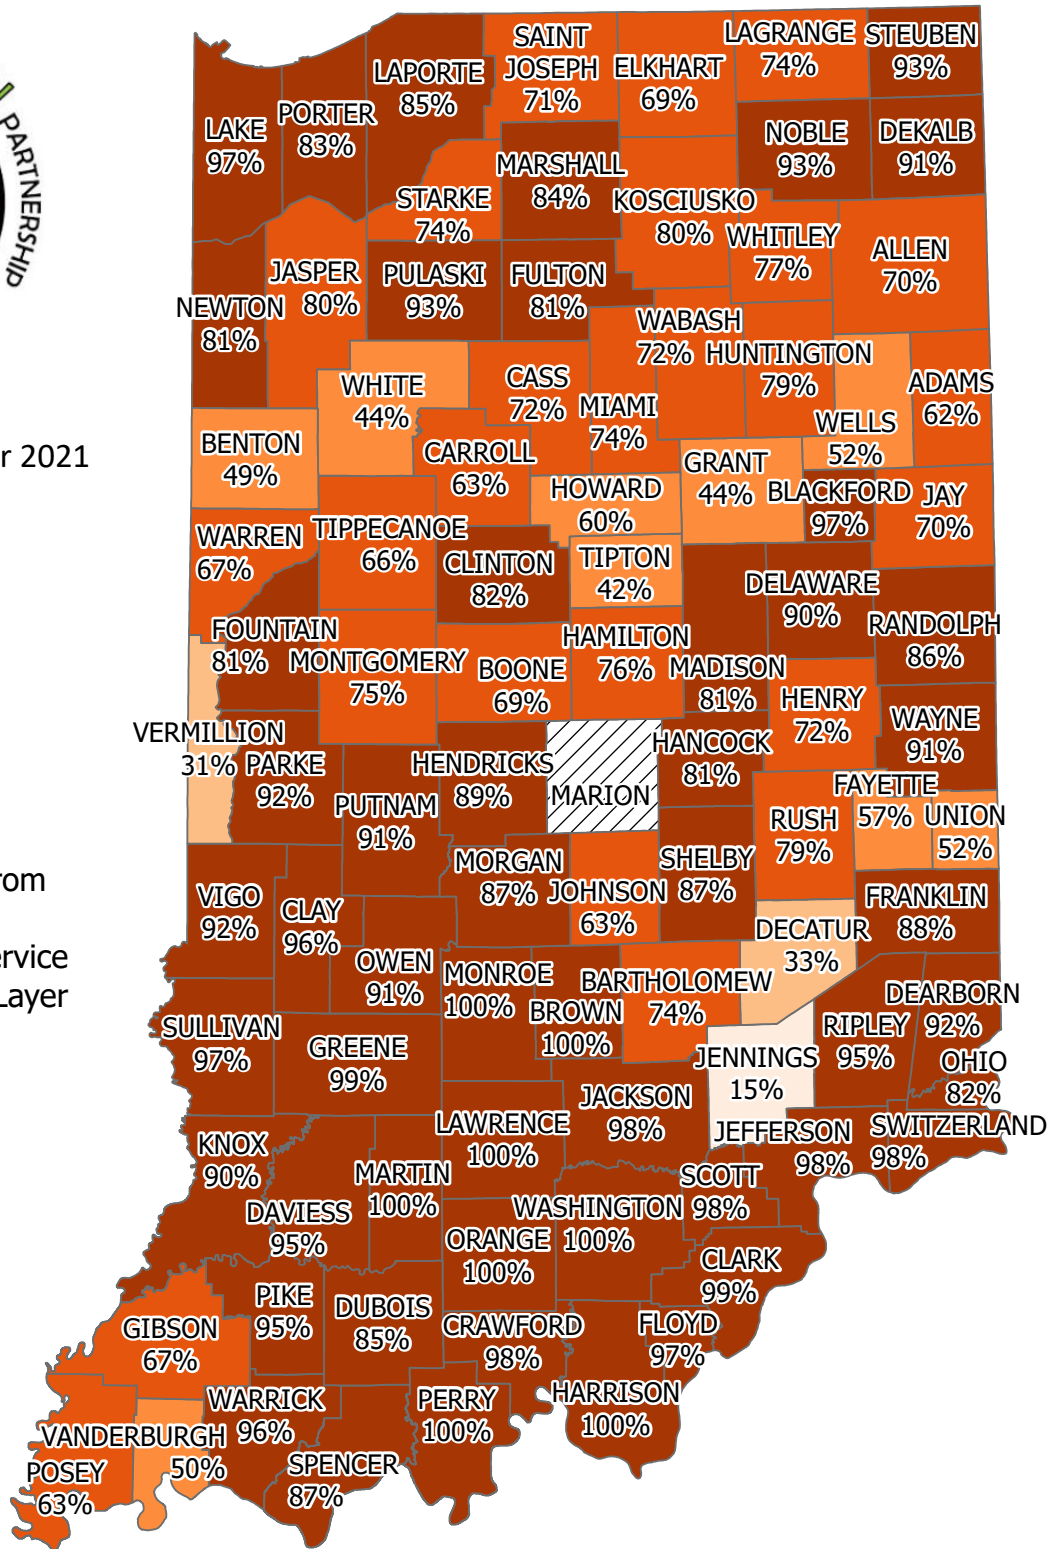 PARTNERSHIP
SAINT
JOSEPH
71%
ELKHART
69%
LAGRANGE
74%
STEUBEN
93%
LAPORTE
85%
PORTER
83%
LAKE
97%
NOBLE
93%
DEKALB
91%
MARSHALL
84%
STARKE
74%
KOSCIUSKO
80%
WHITLEY
77%
ALLEN
70%
JASPER
80%
PULASKI
93%
FULTON
81%
NEWTON
81%
WABASH
72%
HUNTINGTON
79%
WHITE
44%
CASS
72%
MIAMI
74%
ADAMS
62%
WELLS
52%
r 2021
BENTON
49%
CARROLL
63%
GRANT
44%
HOWARD
60%
BLACKFORD
97%
JAY
70%
WARREN
67%
TIPPECANOE
66%
CLINTON
82%
TIPTON
42%
DELAWARE
90%
RANDOLPH
86%
FOUNTAIN
81%
MONTGOMERY
75%
BOONE
69%
HAMILTON
76%
MADISON
81%
HENRY
72%
WAYNE
91%
VERMILLION
31%
PARKE
92%
HENDRICKS
89%
MARION
HANCOCK
81%
FAYETTE
57%
UNION
52%
PUTNAM
91%
RUSH
79%
MORGAN
87%
JOHNSON
63%
SHELBY
87%
rom
VIGO
92%
CLAY
96%
FRANKLIN
88%
DECATUR
33%
ervice
Layer
OWEN
91%
MONROE
100%
BROWN
100%
BARTHOLOMEW
74%
DEARBORN
92%
RIPLEY
95%
SULLIVAN
97%
GREENE
99%
JENNINGS
15%
OHIO
82%
JACKSON
98%
LAWRENCE
100%
JEFFERSON
98%
SWITZERLAND
98%
KNOX
90%
MARTIN
100%
SCOTT
98%
DAVIESS
95%
WASHINGTON
100%
ORANGE
100%
CLARK
99%
PIKE
95%
DUBOIS
85%
GIBSON
67%
CRAWFORD
98%
FLOYD
97%
WARRICK
96%
PERRY
100%
HARRISON
100%
VANDERBURGH
50%
POSEY
63%
SPENCER
87%